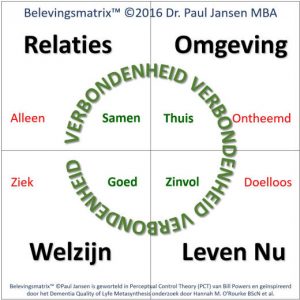 Belevingsmatrix™ ©2016 Dr. Paul Jansen MBA
Relaties
Omgeving
VERBONDENHEID VERBONDENHEID
Alleen
Samen
Thuis
Ontheemd
Ziek
Goed
Zinvol
Doelloos
VERBONDENHEID VERBONDENHEID
Welzijn
Leven Nu
Belevingsmatrix™ ©Paul Jansen is geworteld in Perceptual Control Theory (PCT) van Bill Powers en geïnspireerd
door het Dementia Quality of Lyfe Metasynthesis onderzoek door Hannah M. O'Rourke BScN et al.